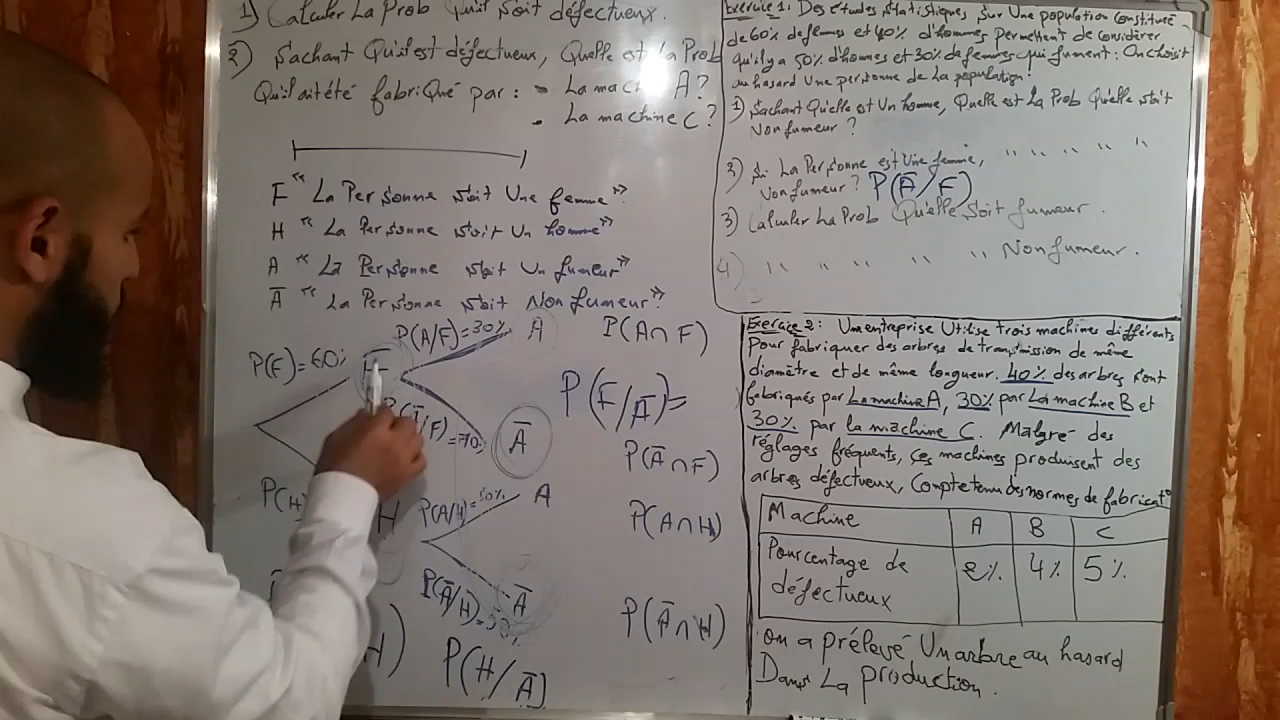 1) Calculer La Prob Qu'il soit défectueux.
2) Sachant Qu'il est défectueux, Quelle est La Prob
Qu'il ait été fabriqué par : - La mac A ?
- La machine C ?
F " La Personne soit Une femme"
H " La Personne soit Un homme"
A " La Personne soit Un fumeur"
A̅ " La Personne soit Non fumeur"
P(F)=60%
F
P(A/F)=30%
A
P(A∩F)
P(A̅/F)=70%
A̅
P(F/A̅)=
P(A̅∩F)
P(H)
H
P(A/H)=50%
A
P(A∩H)
P(A̅/H)=50%
A̅
P(A̅∩H)
H)
P(H/A̅)
Exercice 1: Des études statistiques, sur Une population constituée
de 60% de femmes et 40% d'hommes permettent de considérer
qu'il y a 50% d'hommes et 30% de femmes qui fument : On choisit
au hasard Une personne de la population.
1) Sachant Qu'elle est Un homme, Quelle est La Prob Qu'elle soit
Non fumeur ?
2) Si La Personne est Une femme, " " " " " "
Non fumeur ? P(A̅/F)
3) Calculer La Prob Qu'elle Soit fumeur.
4) " " " " " Non fumeur.
Exercice 2: Une entreprise Utilise trois machines différents
Pour fabriquer des arbres de transmission de même
diamètre et de même longueur. 40% des arbres sont
fabriqués par La machine A, 30% par La machine B et
30% par la machine C. Malgré des
réglages fréquents, ces machines produisent des
arbres défectueux, Compte tenu des normes de fabricat°
Machine A B C
Pourcentage de 2% 4% 5%
défectueux
on a prélevé Un arbre au hasard
Dans La production.